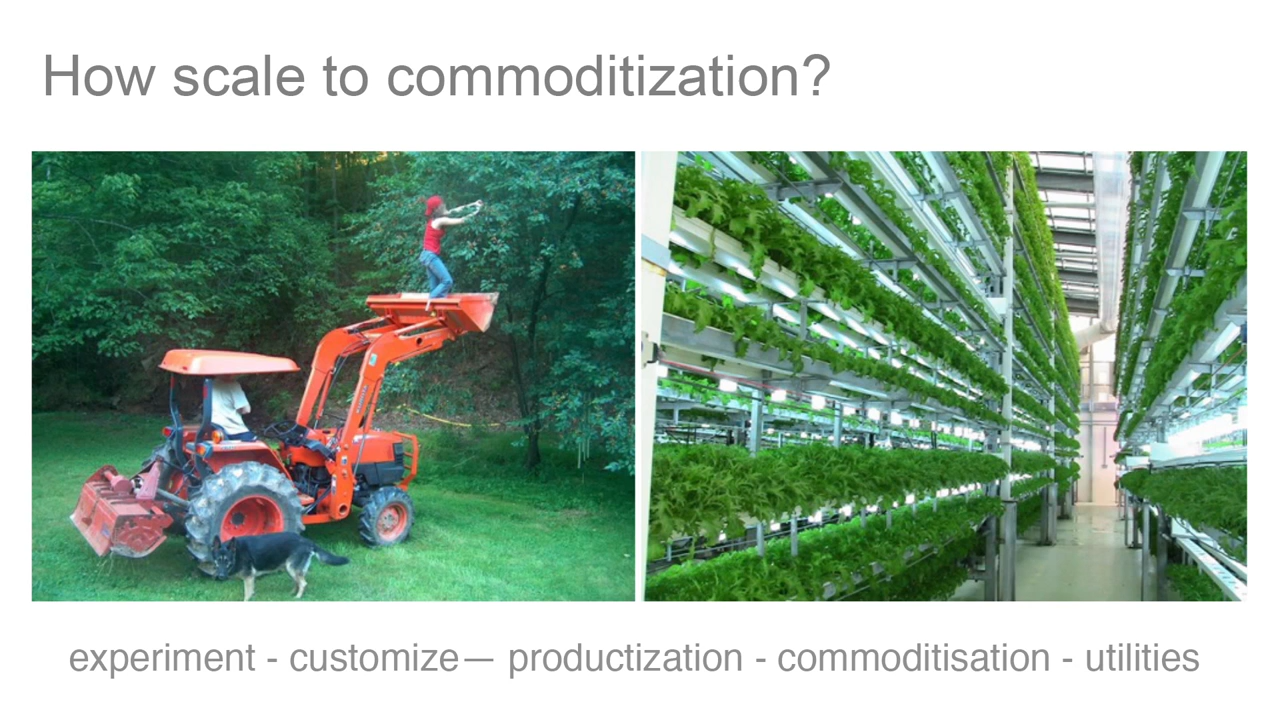 How scale to commoditization?
experiment - customize— productization - commoditisation - utilities